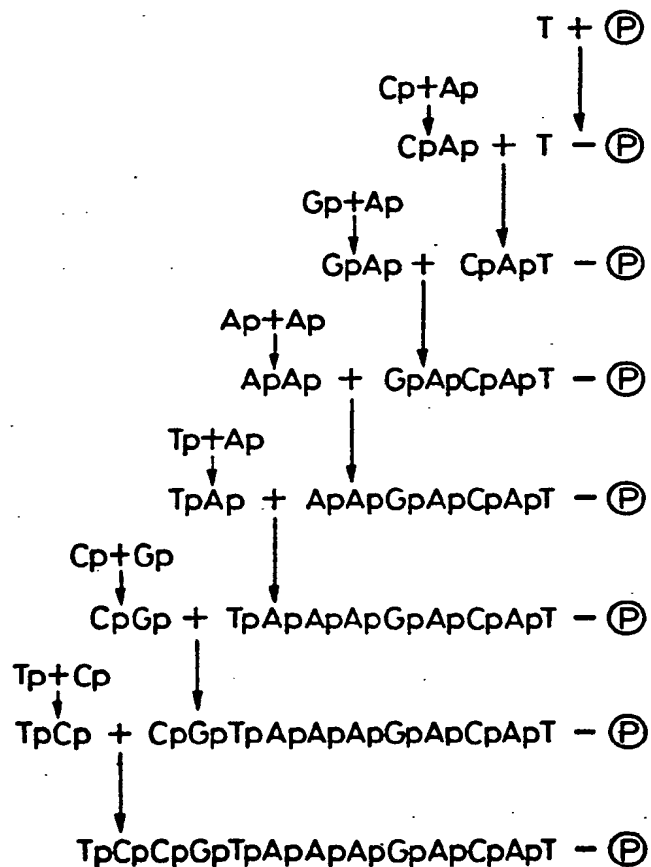 T + Ⓟ
Cp+Ap
CpAp + T – Ⓟ
Gp+Ap
GpAp + CpApT – Ⓟ
Ap+Ap
ApAp + GpApCpApT – Ⓟ
Tp+Ap
TpAp + ApApGpApCpApT – Ⓟ
Cp+Gp
CpGp + TpApApApGpApCpApT – Ⓟ
Tp+Cp
TpCp + CpGpTpApApApGpApCpApT – Ⓟ
TpCpCpGpTpApApApGpApCpApT – Ⓟ